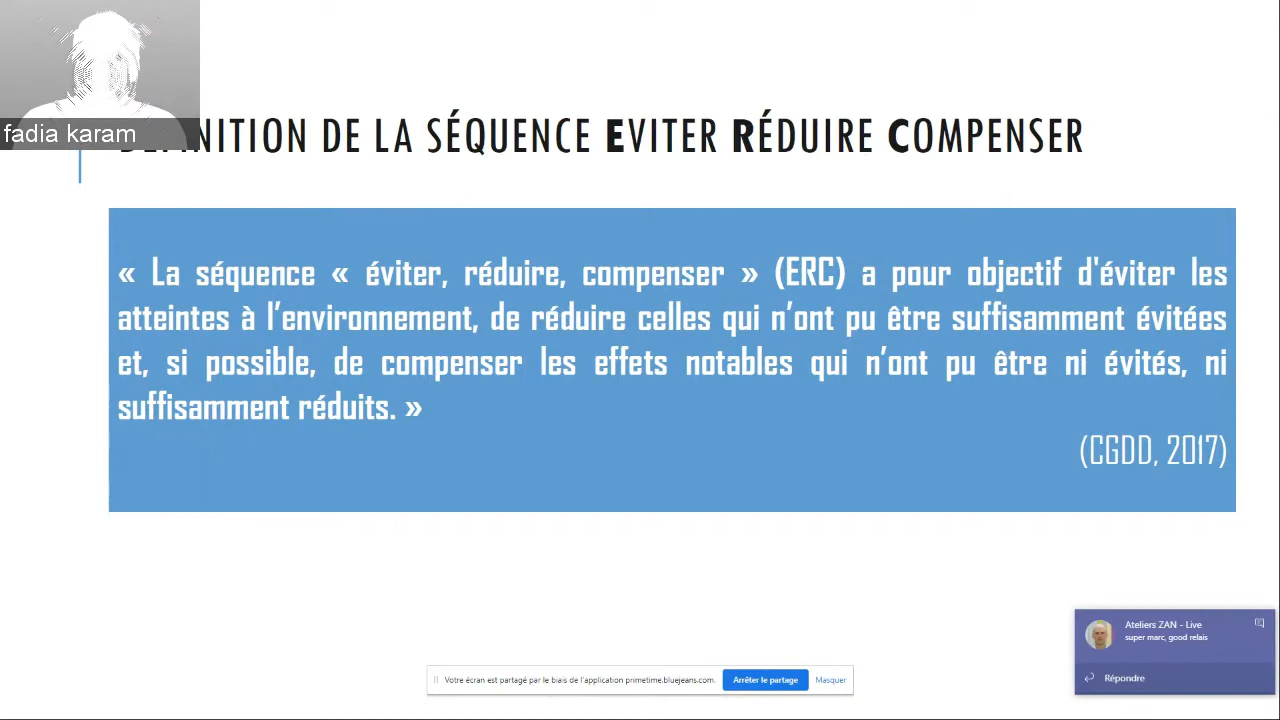 fadia karam
NITION DE LA SÉQUENCE EVITER RÉDUIRE COMPENSER
« La séquence « éviter, réduire, compenser » (ERC) a pour objectif d'éviter les
atteintes à l’environnement, de réduire celles qui n’ont pu être suffisamment évitées
et, si possible, de compenser les effets notables qui n’ont pu être ni évités, ni
suffisamment réduits. »
(CGDD, 2017)
Ateliers ZAN - Live
super marc, good relais
Répondre
Votre écran est partagé par le biais de l'application primetime.bluejeans.com.
Arrêter le partage
Masquer